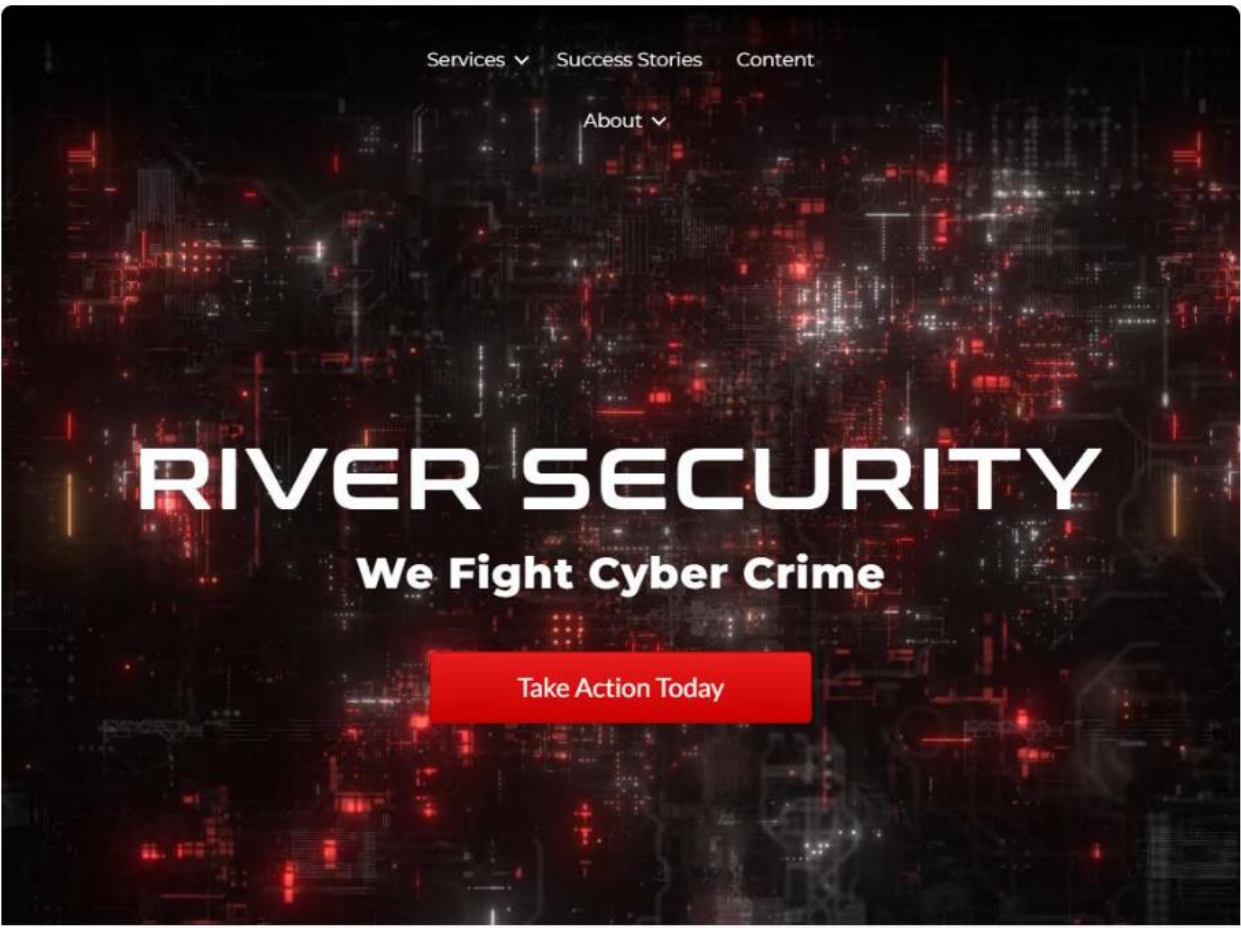 Services Success Stories Content
About
RIVER SECURITY
We Fight Cyber Crime
Take Action Today